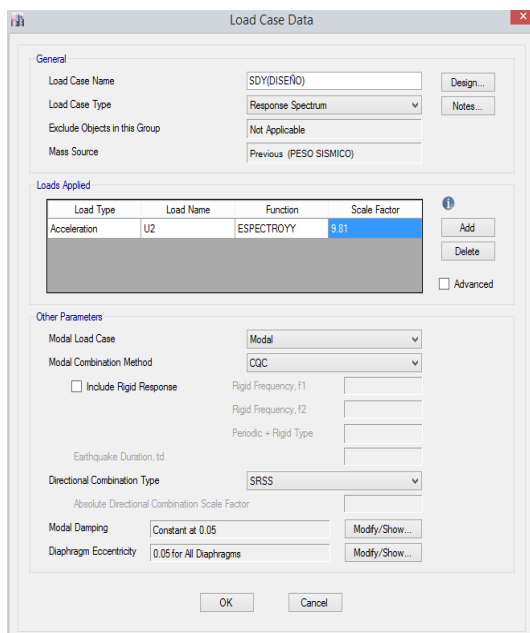 Load Case Data
General
Load Case Name SDY(DISEÑO) Design...
Load Case Type Response Spectrum Notes...
Exclude Objects in this Group Not Applicable
Mass Source Previous (PESO SISMICO)
Loads Applied
Load Type Load Name Function Scale Factor
Acceleration U2 ESPECTROYY 9.81
Add
Delete
Advanced
Other Parameters
Modal Load Case Modal
Modal Combination Method CQC
Include Rigid Response Rigid Frequency, f1
Rigid Frequency, f2
Periodic + Rigid Type
Earthquake Duration, td
Directional Combination Type SRSS
Absolute Directional Combination Scale Factor
Modal Damping Constant at 0.05 Modify/Show...
Diaphragm Eccentricity 0.05 for All Diaphragms Modify/Show...
OK Cancel